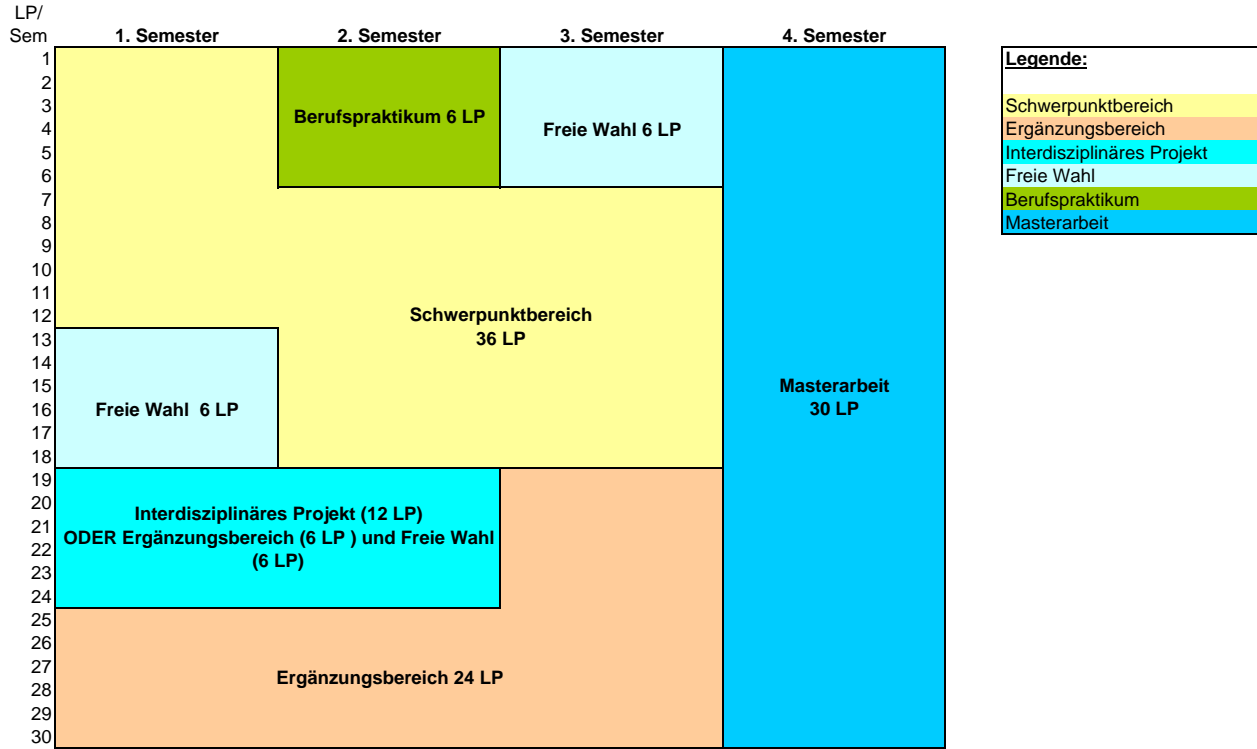 LP/
Sem 1. Semester 2. Semester 3. Semester 4. Semester
1
2
3
4
5
6
7
8
9
10
11
12
13
14
15
16
17
18
19
20
21
22
23
24
25
26
27
28
29
30
Berufspraktikum 6 LP
Freie Wahl 6 LP
Schwerpunktbereich
36 LP
Freie Wahl  6 LP
Masterarbeit
30 LP
Interdisziplinäres Projekt (12 LP)
ODER Ergänzungsbereich (6 LP ) und Freie Wahl
(6 LP)
Ergänzungsbereich 24 LP
Legende:
Schwerpunktbereich
Ergänzungsbereich
Interdisziplinäres Projekt
Freie Wahl
Berufspraktikum
Masterarbeit